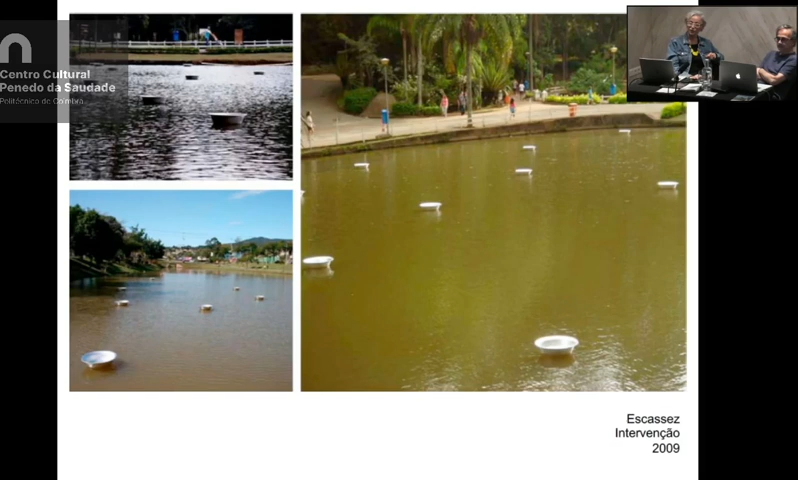 Centro Cultural
Penedo da Saudade
Politécnico de Coimbra
Escassez
Intervenção
2009